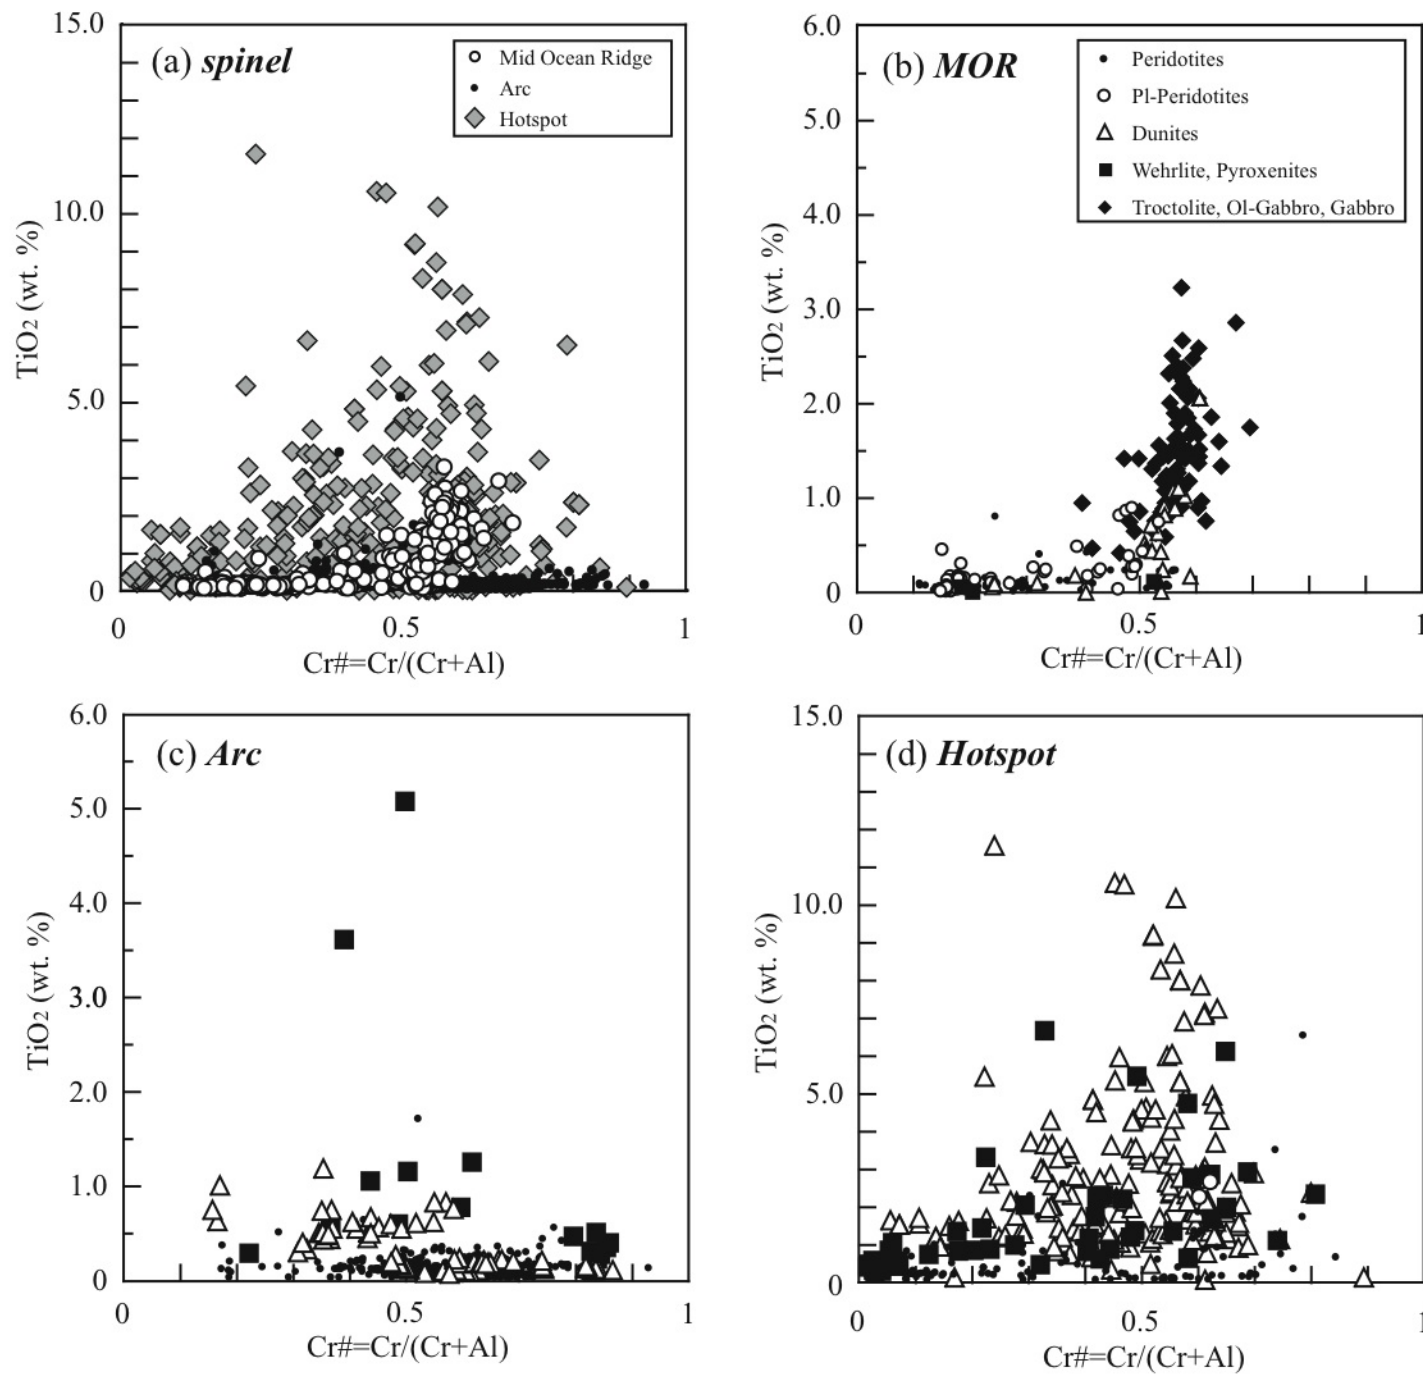 (a) spinel
Mid Ocean Ridge
Arc
Hotspot
15.0
10.0
5.0
0
TiO2 (wt. %)
0
0.5
1
Cr#=Cr/(Cr+Al)
(b) MOR
Peridotites
Pl-Peridotites
Dunites
Wehrlite, Pyroxenites
Troctolite, Ol-Gabbro, Gabbro
6.0
5.0
4.0
3.0
2.0
1.0
0
TiO2 (wt. %)
0
0.5
1
Cr#=Cr/(Cr+Al)
(c) Arc
6.0
5.0
4.0
3.0
2.0
1.0
0
TiO2 (wt. %)
0
0.5
1
Cr#=Cr/(Cr+Al)
(d) Hotspot
15.0
10.0
5.0
0
TiO2 (wt. %)
0
0.5
1
Cr#=Cr/(Cr+Al)